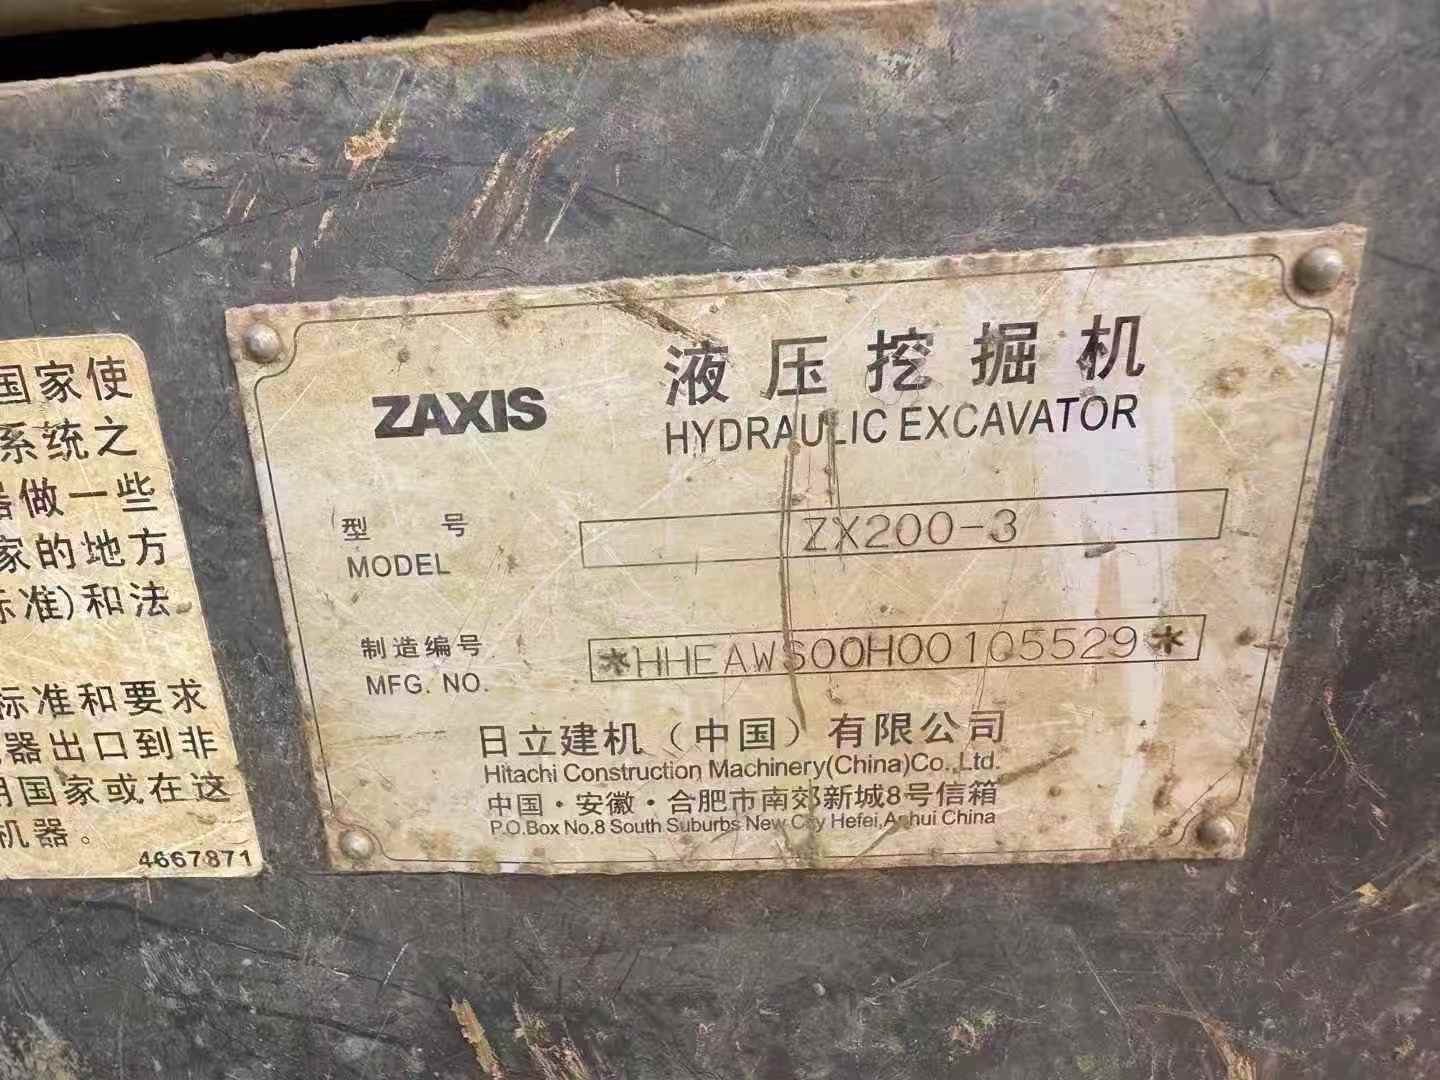 国家使
系统之
器做一些
家的地方
标准)和法
标准和要求
机器出口到非
用国家或在这
机器。
4667871
ZAXIS
液压挖掘机
HYDRAULIC EXCAVATOR
型 号
MODEL
ZX200-3
制造编号
MFG. NO.
*HHEAWS00H00105529*
日立建机(中国)有限公司
Hitachi Construction Machinery(China)Co.,Ltd.
中国·安徽·合肥市南郊新城8号信箱
P.O.Box No.8 South Suburbs New City Hefei,Anhui China